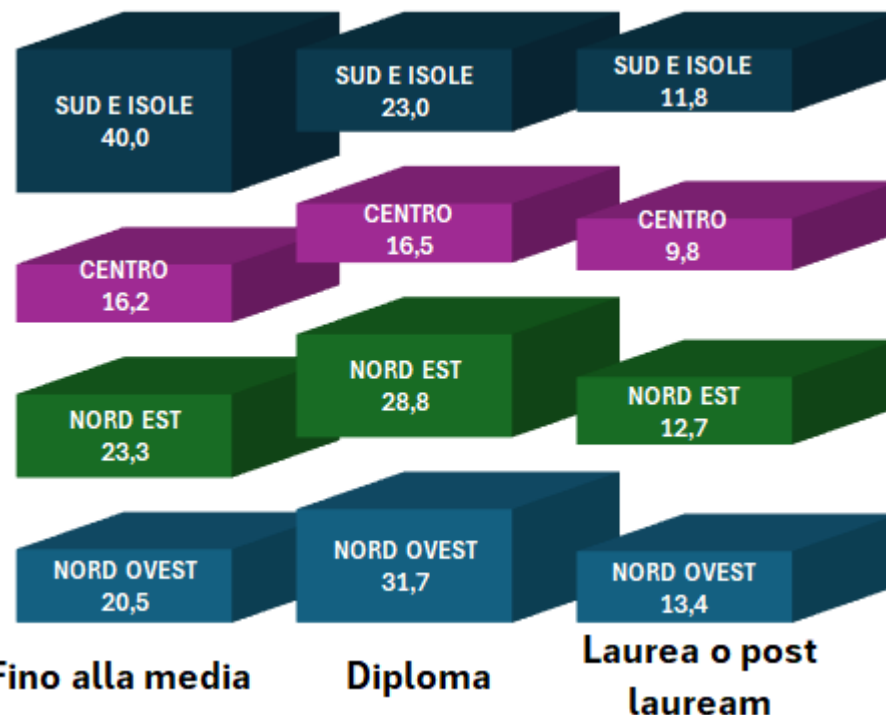 SUD E ISOLE
40,0
SUD E ISOLE
23,0
SUD E ISOLE
11,8
CENTRO
16,2
CENTRO
16,5
CENTRO
9,8
NORD EST
23,3
NORD EST
28,8
NORD EST
12,7
NORD OVEST
20,5
NORD OVEST
31,7
NORD OVEST
13,4
Fino alla media
Diploma
Laurea o post
lauream